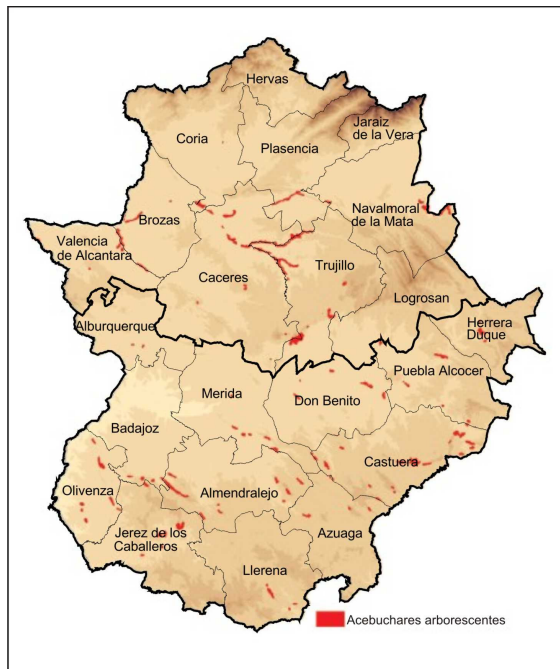 Hervas
Jaraiz
de la Vera
Coria
Plasencia
Brozas
Navalmoral
de la Mata
Valencia
de Alcantara
Caceres
Trujillo
Logrosan
Alburquerque
Herrera
Duque
Puebla Alcocer
Merida
Don Benito
Badajoz
Castuera
Olivenza
Almendralejo
Jerez de los
Caballeros
Azuaga
Llerena
Acebuchares arborescentes